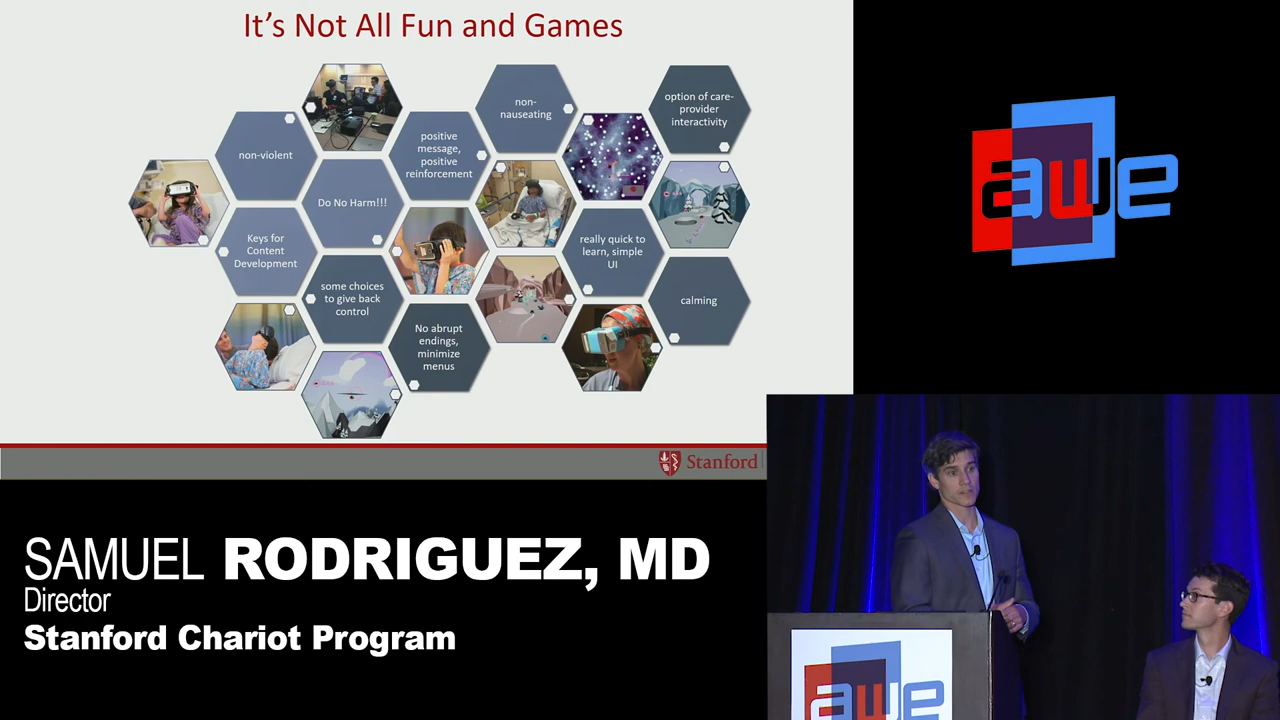 It's Not All Fun and Games
non-violent
Keys for
Content
Development
Do No Harm!!!
some choices
to give back
control
positive
message,
positive
reinforcement
No abrupt
endings,
minimize
menus
non-
nauseating
really quick to
learn, simple
UI
option of care-
provider
interactivity
calming
Stanford
awe
SAMUEL RODRIGUEZ, MD
Director
Stanford Chariot Program
awe